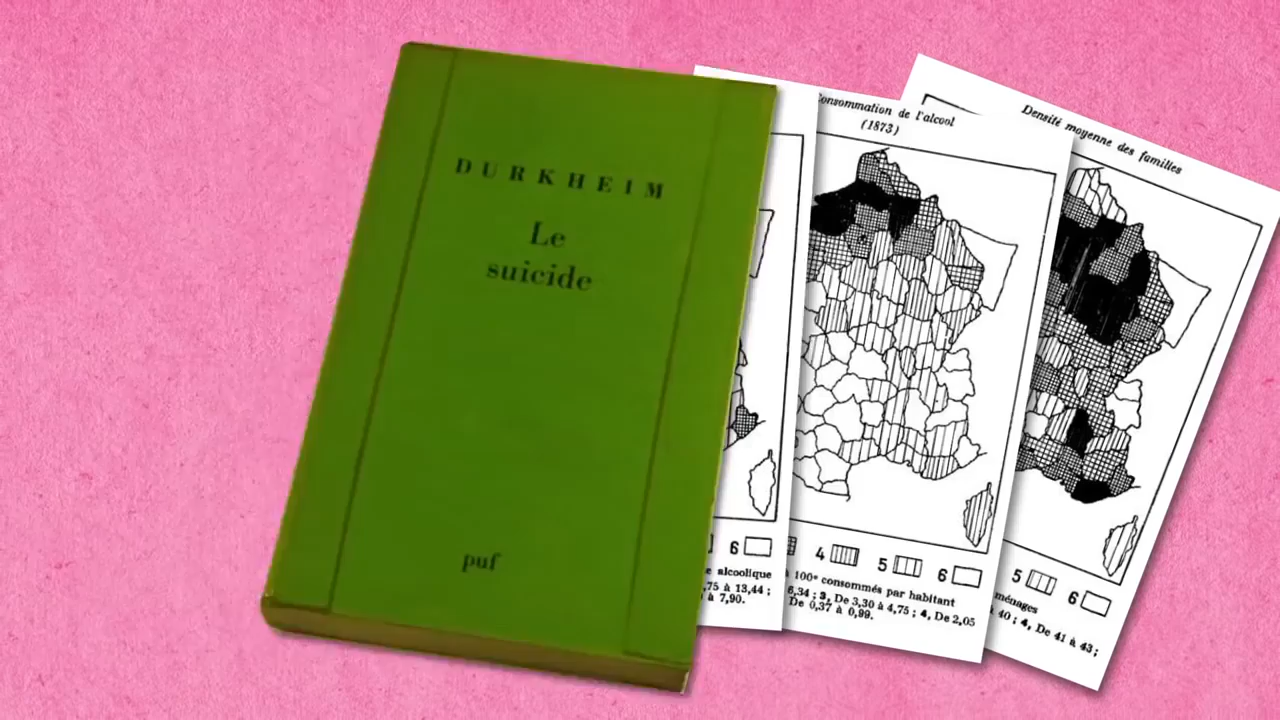 DURKHEIM
Le
suicide
puf
6
alcoolique
,75 à 13,44 ;
à 7,90.
Consommation de l'alcool
(1873)
4
5
6
à 100° consommés par habitant
6,34 ; 3, De 3,30 à 4,75 ; 4, De 2,05
De 0,37 à 0,99.
Densité moyenne des familles
5
6
ménages
40 ; 4, De 41 à 43 ;